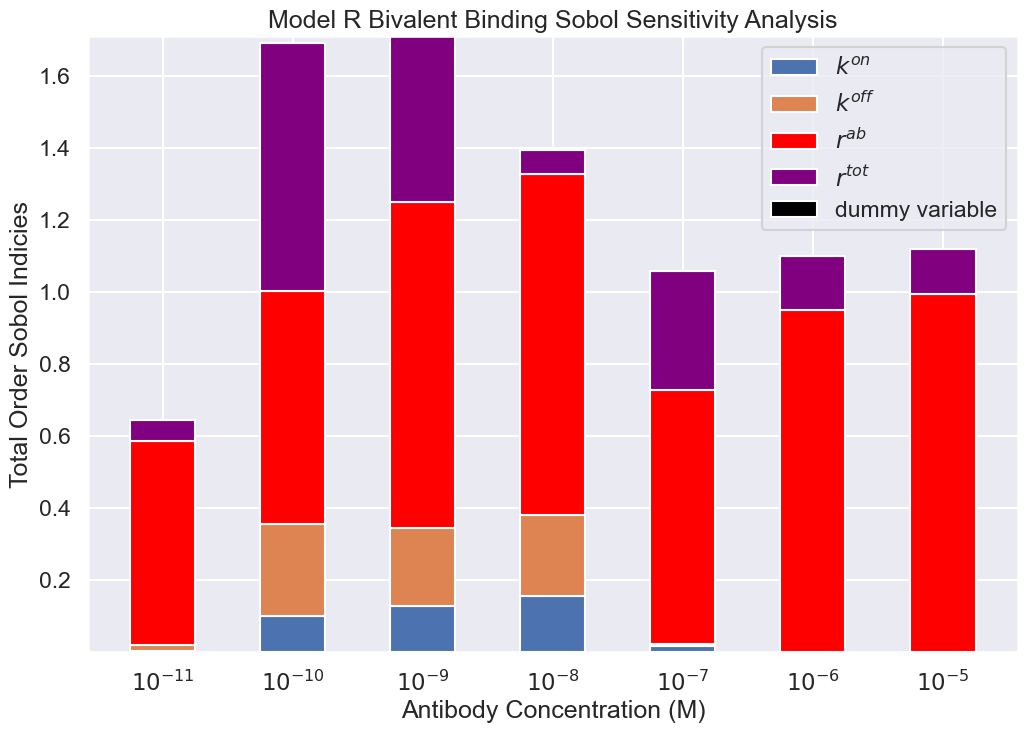 Model R Bivalent Binding Sobol Sensitivity Analysis
k^{on}
k^{off}
r^{ab}
r^{tot}
dummy variable
Total Order Sobol Indicies
1.6
1.4
1.2
1.0
0.8
0.6
0.4
0.2
10^{-11} 10^{-10} 10^{-9} 10^{-8} 10^{-7} 10^{-6} 10^{-5}
Antibody Concentration (M)